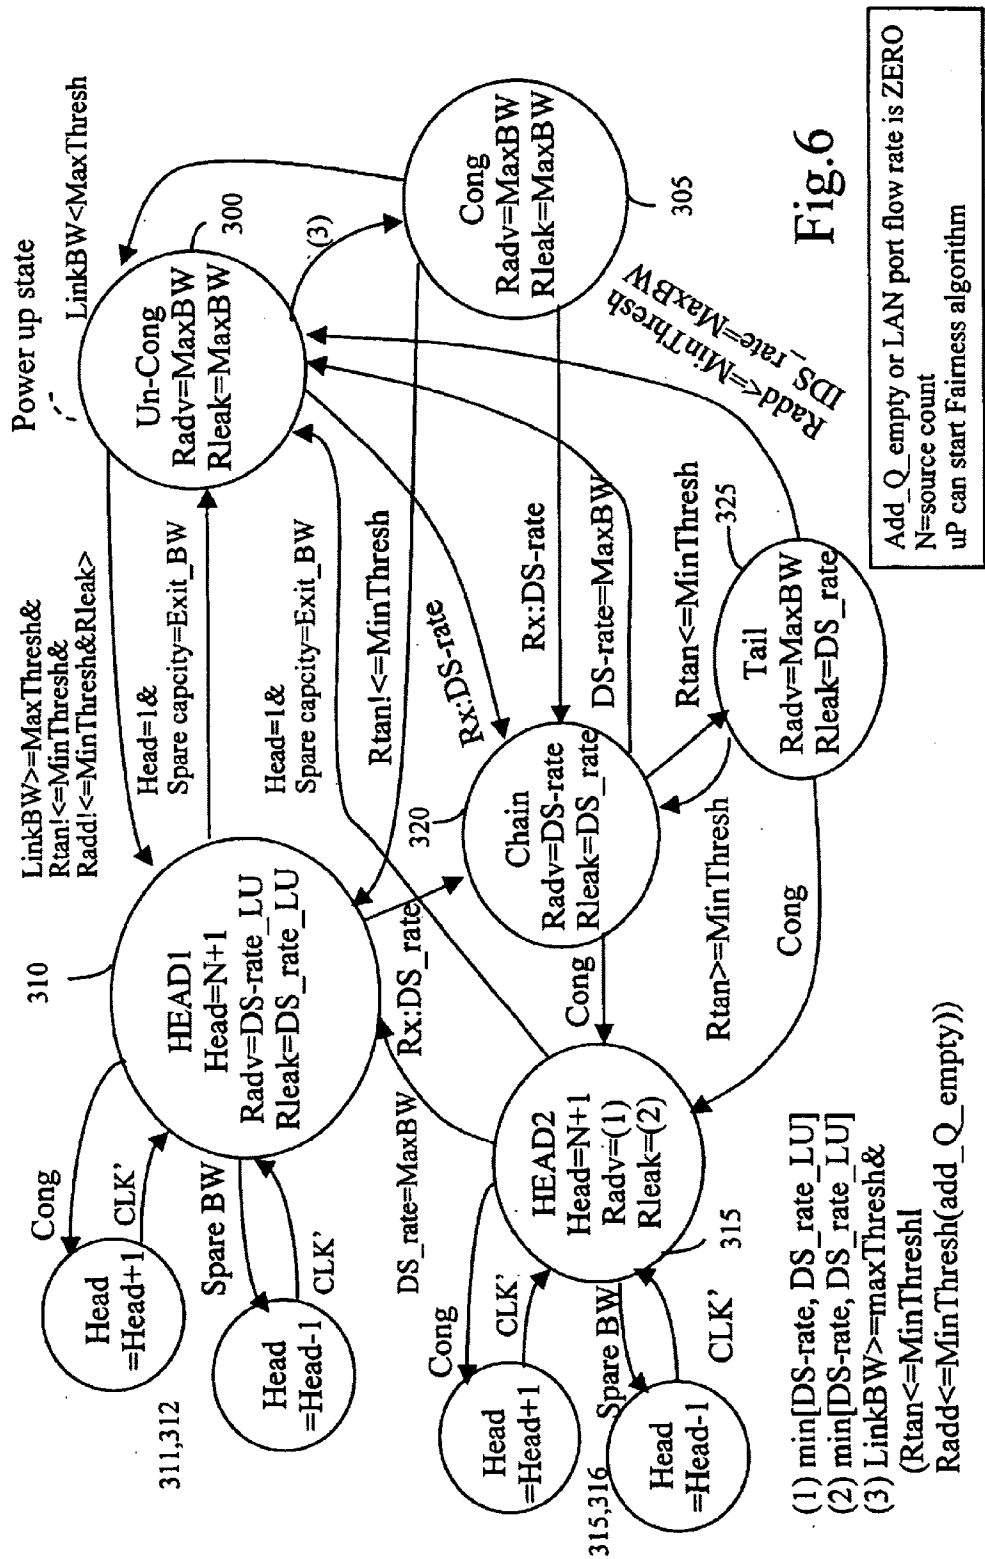 Power up state
LinkBW<MaxThresh
300
Un-Cong
Radv=MaxBW
Rleak=MaxBW
(3)
Cong
Radv=MaxBW
Rleak=MaxBW
305
LinkBW>=MaxThresh&
Rtan!<=MinThresh&
Radd!<=MinThresh&Rleak>
Head=1&
Spare capcity=Exit_BW
Head=1&
Spare capcity=Exit_BW
Rtan!<=MinThresh
Rx:DS-rate
Rx:DS-rate
DS-rate=MaxBW
Radd<=MinThresh
IDS_rate=MaxBW
310
HEAD1
Head=N+1
Radv=DS-rate_LU
Rleak=DS_rate_LU
Rx:DS_rate
320
Chain
Radv=DS-rate
Rleak=DS_rate
Rtan<=MinThresh
325
Tail
Radv=MaxBW
Rleak=DS_rate
Rtan>=MinThresh
Cong
Cong
Cong
CLK'
Head
=Head+1
311,312
Spare BW
CLK'
Head
=Head-1
DS_rate=MaxBW
HEAD2
Head=N+1
Radv=(1)
Rleak=(2)
315
Cong
CLK'
Head
=Head+1
315,316
Spare BW
CLK'
Head
=Head-1
(1) min[DS-rate, DS_rate_LU]
(2) min[DS-rate, DS_rate_LU]
(3) LinkBW>=maxThresh&
(Rtan<=MinThreshI
Radd<=MinThresh(add_Q_empty))
Fig.6
Add_Q_empty or LAN port flow rate is ZERO
N=source count
uP can start Fairness algorithm